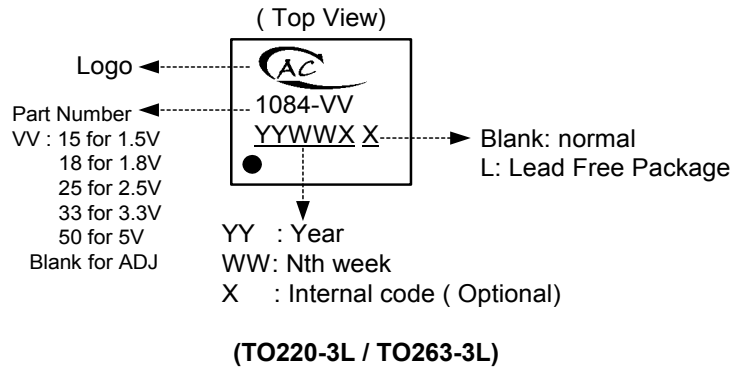 ( Top View)
Logo
AC
Part Number
1084-VV
VV : 15 for 1.5V
18 for 1.8V
25 for 2.5V
33 for 3.3V
50 for 5V
Blank for ADJ
YYWWX X
Blank: normal
L: Lead Free Package
YY : Year
WW: Nth week
X : Internal code ( Optional)
(TO220-3L / TO263-3L)